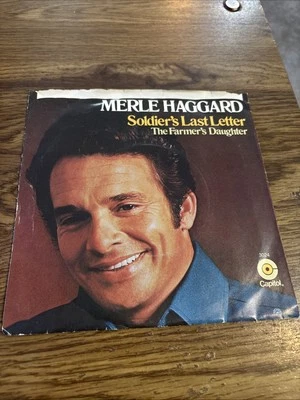 MERLE HAGGARD
Soldier's Last Letter
The Farmer's Daughter
Capitol